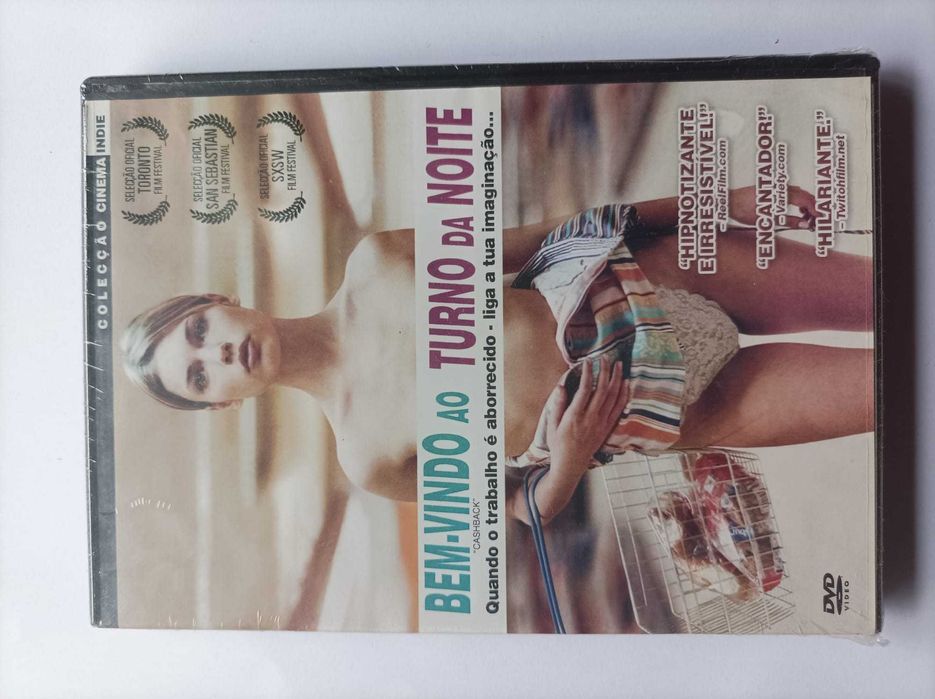 COLECÇÃO CINEMA INDIE
SELECÇÃO OFICIAL
TORONTO
FILM FESTIVAL
SELECÇÃO OFICIAL
SAN SEBASTIAN
FILM FESTIVAL
SELECÇÃO OFICIAL
SXSW
FILM FESTIVAL
BEM-VINDO AO TURNO DA NOITE
"CASHBACK"
Quando o trabalho é aborrecido - liga a tua imaginação...
"HIPNOTIZANTE
E IRRESISTÍVEL!"
- ReelFilm.com
"ENCANTADOR!"
- Variety.com
"HILARIANTE."
- Twitchfilm.net
DVD
VIDEO